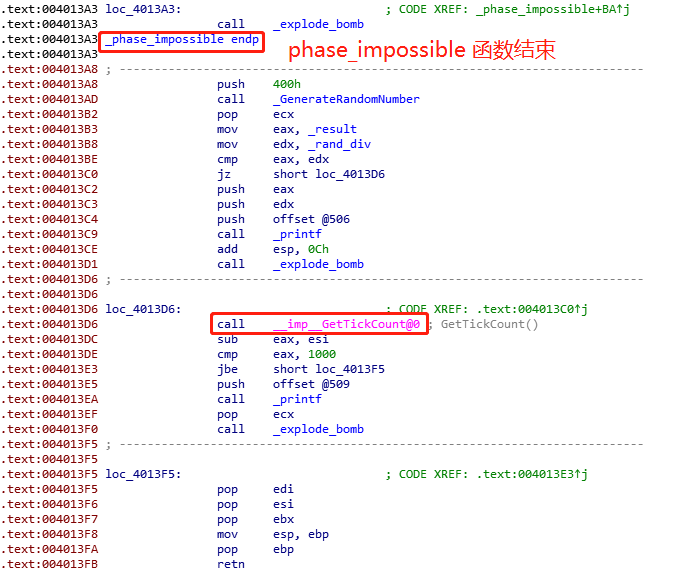 .text:004013A3 loc_4013A3: ; CODE XREF: _phase_impossible+BA↑j
.text:004013A3 call _explode_bomb
.text:004013A3 _phase_impossible endp
phase_impossible 函数结束
.text:004013A3
.text:004013A8 ; ---------------------------------------------------------------------------
.text:004013A8 push 400h
.text:004013AD call _GenerateRandomNumber
.text:004013B2 pop ecx
.text:004013B3 mov eax, _result
.text:004013B8 mov edx, _rand_div
.text:004013BE cmp eax, edx
.text:004013C0 jz short loc_4013D6
.text:004013C2 push eax
.text:004013C3 push edx
.text:004013C4 push offset @506
.text:004013C9 call _printf
.text:004013CE add esp, 0Ch
.text:004013D1 call _explode_bomb
.text:004013D6 ; ---------------------------------------------------------------------------
.text:004013D6
.text:004013D6 loc_4013D6: ; CODE XREF: .text:004013C0↑j
.text:004013D6 call __imp__GetTickCount@0 ; GetTickCount()
.text:004013DC sub eax, esi
.text:004013DE cmp eax, 1000
.text:004013E3 jbe short loc_4013F5
.text:004013E5 push offset @509
.text:004013EA call _printf
.text:004013EF pop ecx
.text:004013F0 call _explode_bomb
.text:004013F5 ; ---------------------------------------------------------------------------
.text:004013F5
.text:004013F5 loc_4013F5: ; CODE XREF: .text:004013E3↑j
.text:004013F5 pop edi
.text:004013F6 pop esi
.text:004013F7 pop ebx
.text:004013F8 mov esp, ebp
.text:004013FA pop ebp
.text:004013FB retn